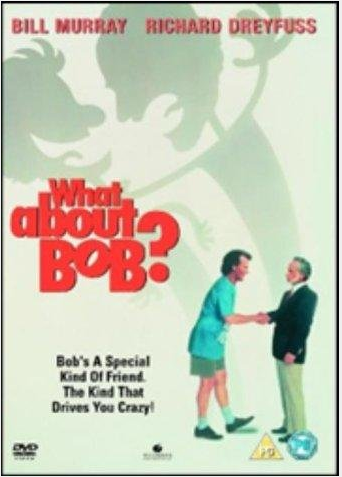 BILL MURRAY RICHARD DREYFUSS
What
about
BOB?
Bob's A Special
Kind Of Friend.
The Kind That
Drives You Crazy!
DVD
PG